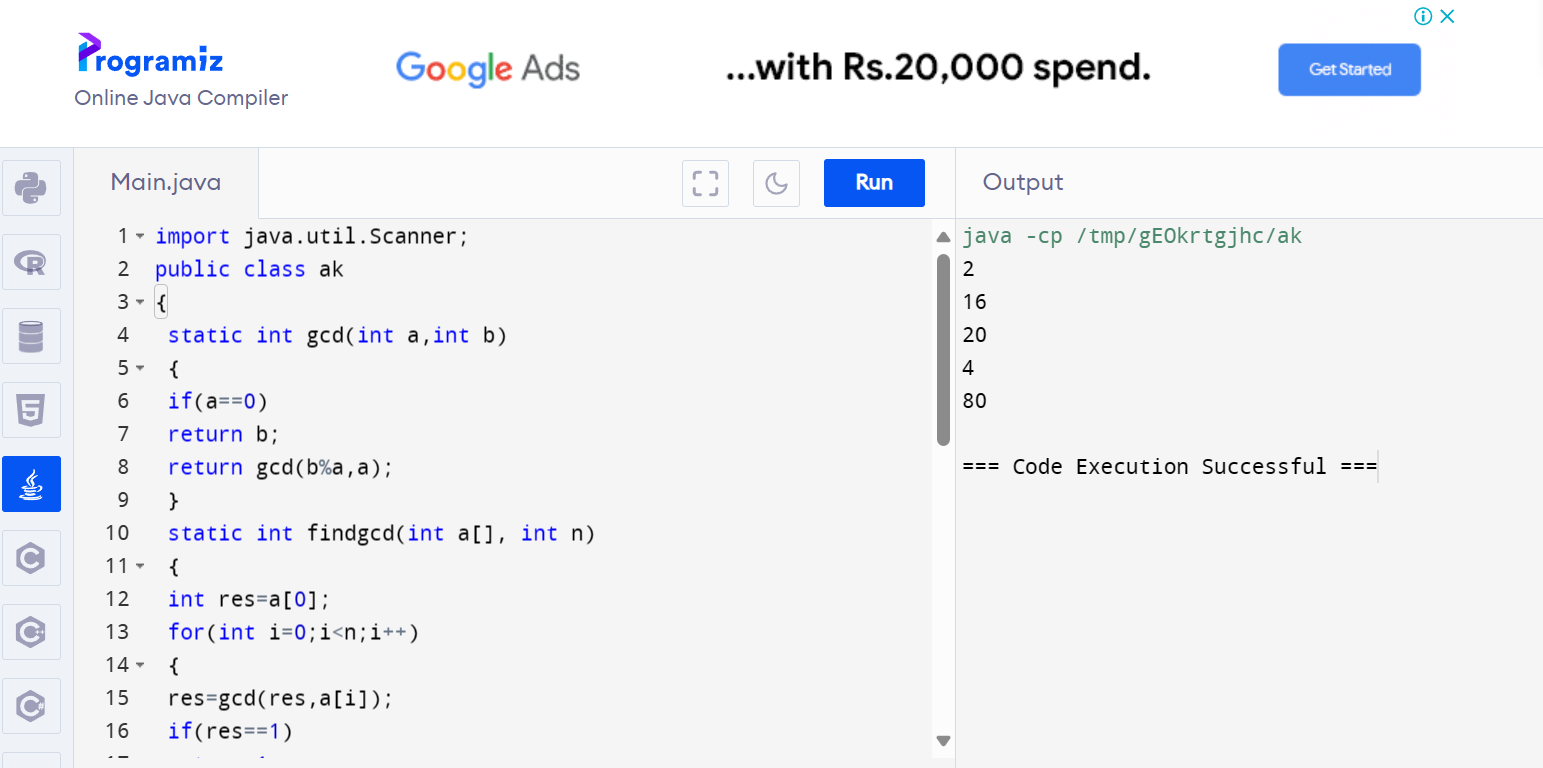 Programiz
Online Java Compiler
Google Ads
...with Rs.20,000 spend.
Get Started
Main.java
Run
Output
1 import java.util.Scanner;
2 public class ak
3 {
4 static int gcd(int a,int b)
5 {
6 if(a==0)
7 return b;
8 return gcd(b%a,a);
9 }
10 static int findgcd(int a[], int n)
11 {
12 int res=a[0];
13 for(int i=0;i<n;i++)
14 {
15 res=gcd(res,a[i]);
16 if(res==1)
java -cp /tmp/gEOkrtgjhc/ak
2
16
20
4
80
=== Code Execution Successful ===